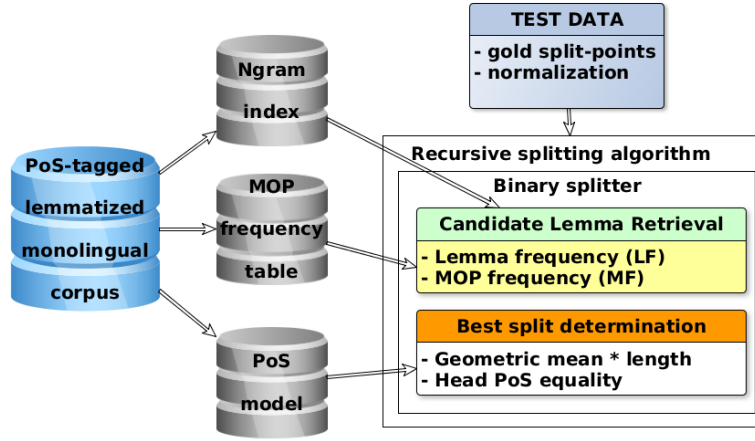 PoS-tagged
lemmatized
monolingual
corpus
Ngram
index
MOP
frequency
table
PoS
model
TEST DATA
- gold split-points
- normalization
Recursive splitting algorithm
Binary splitter
Candidate Lemma Retrieval
- Lemma frequency (LF)
- MOP frequency (MF)
Best split determination
- Geometric mean * length
- Head PoS equality